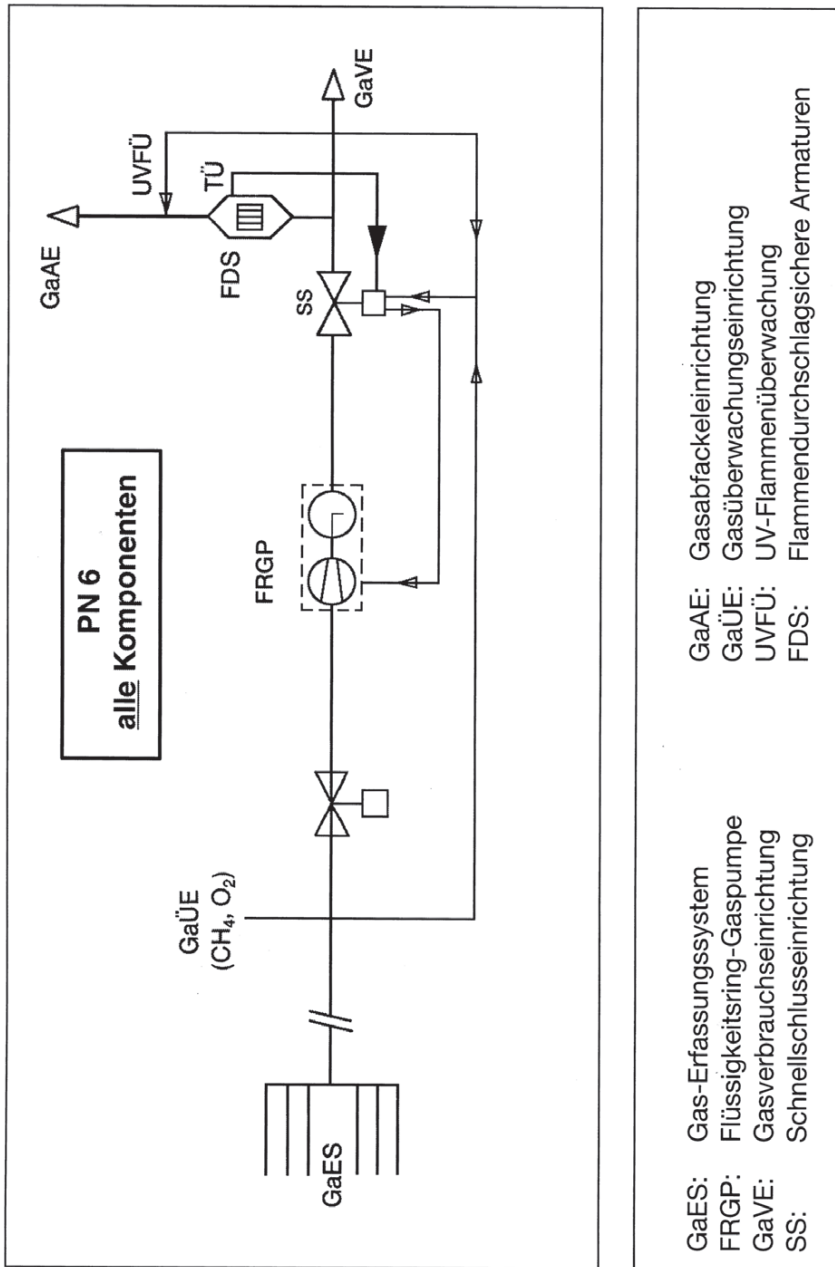 PN 6
alle Komponenten
GaES
GaÜE
(CH₄, O₂)
FRGP
SS
FDS
TÜ
UVFÜ
GaAE
GaVE
GaES: Gas-Erfassungssystem
FRGP: Flüssigkeitsring-Gaspumpe
GaVE: Gasverbrauchseinrichtung
SS: Schnellschlusseinrichtung
GaAE: Gasabfackeleinrichtung
GaÜE: Gasüberwachungseinrichtung
UVFÜ: UV-Flammenüberwachung
FDS: Flammendurchschlagsichere Armaturen